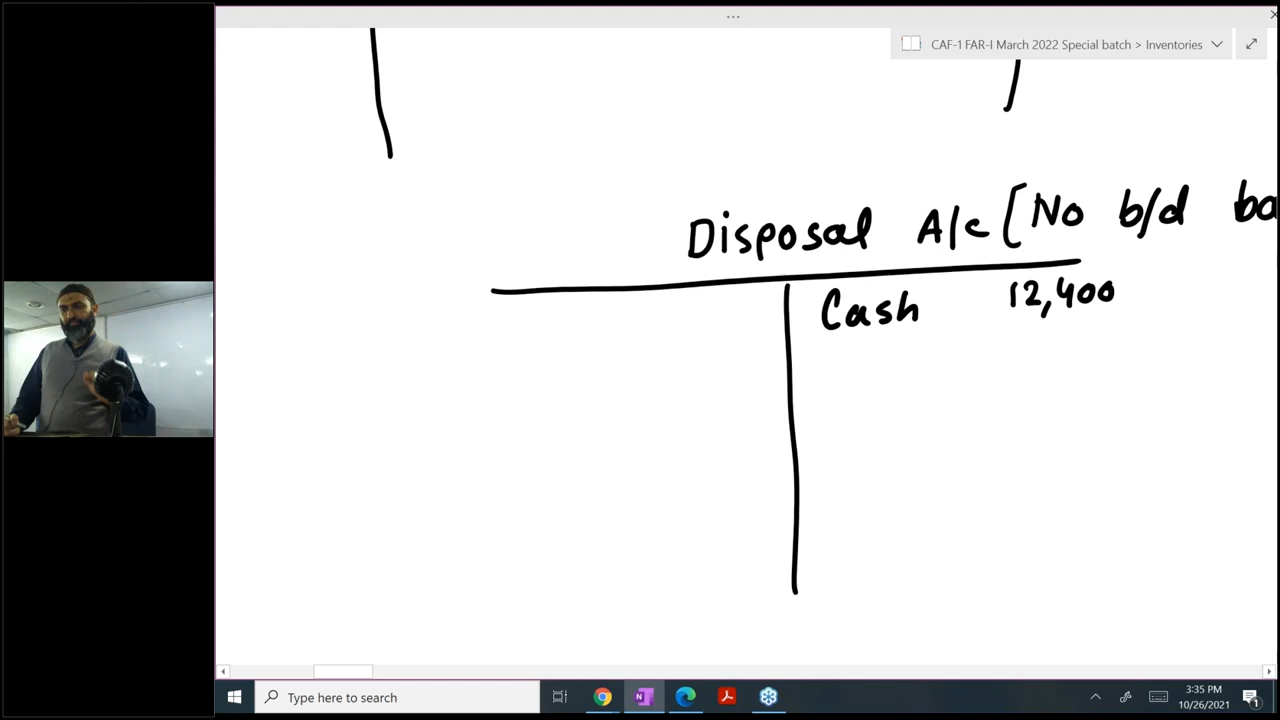 CAF-1 FAR-I March 2022 Special batch > Inventories
Disposal A/c [No b/d
Cash 12,400
Type here to search
3:35 PM
10/26/2021
1